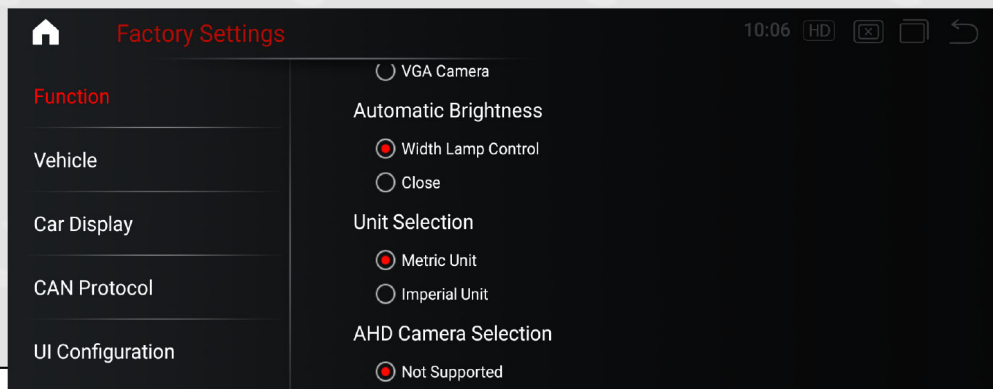 Factory Settings
10:06 HD
Function
Vehicle
Car Display
CAN Protocol
UI Configuration
VGA Camera
Automatic Brightness
Width Lamp Control
Close
Unit Selection
Metric Unit
Imperial Unit
AHD Camera Selection
Not Supported